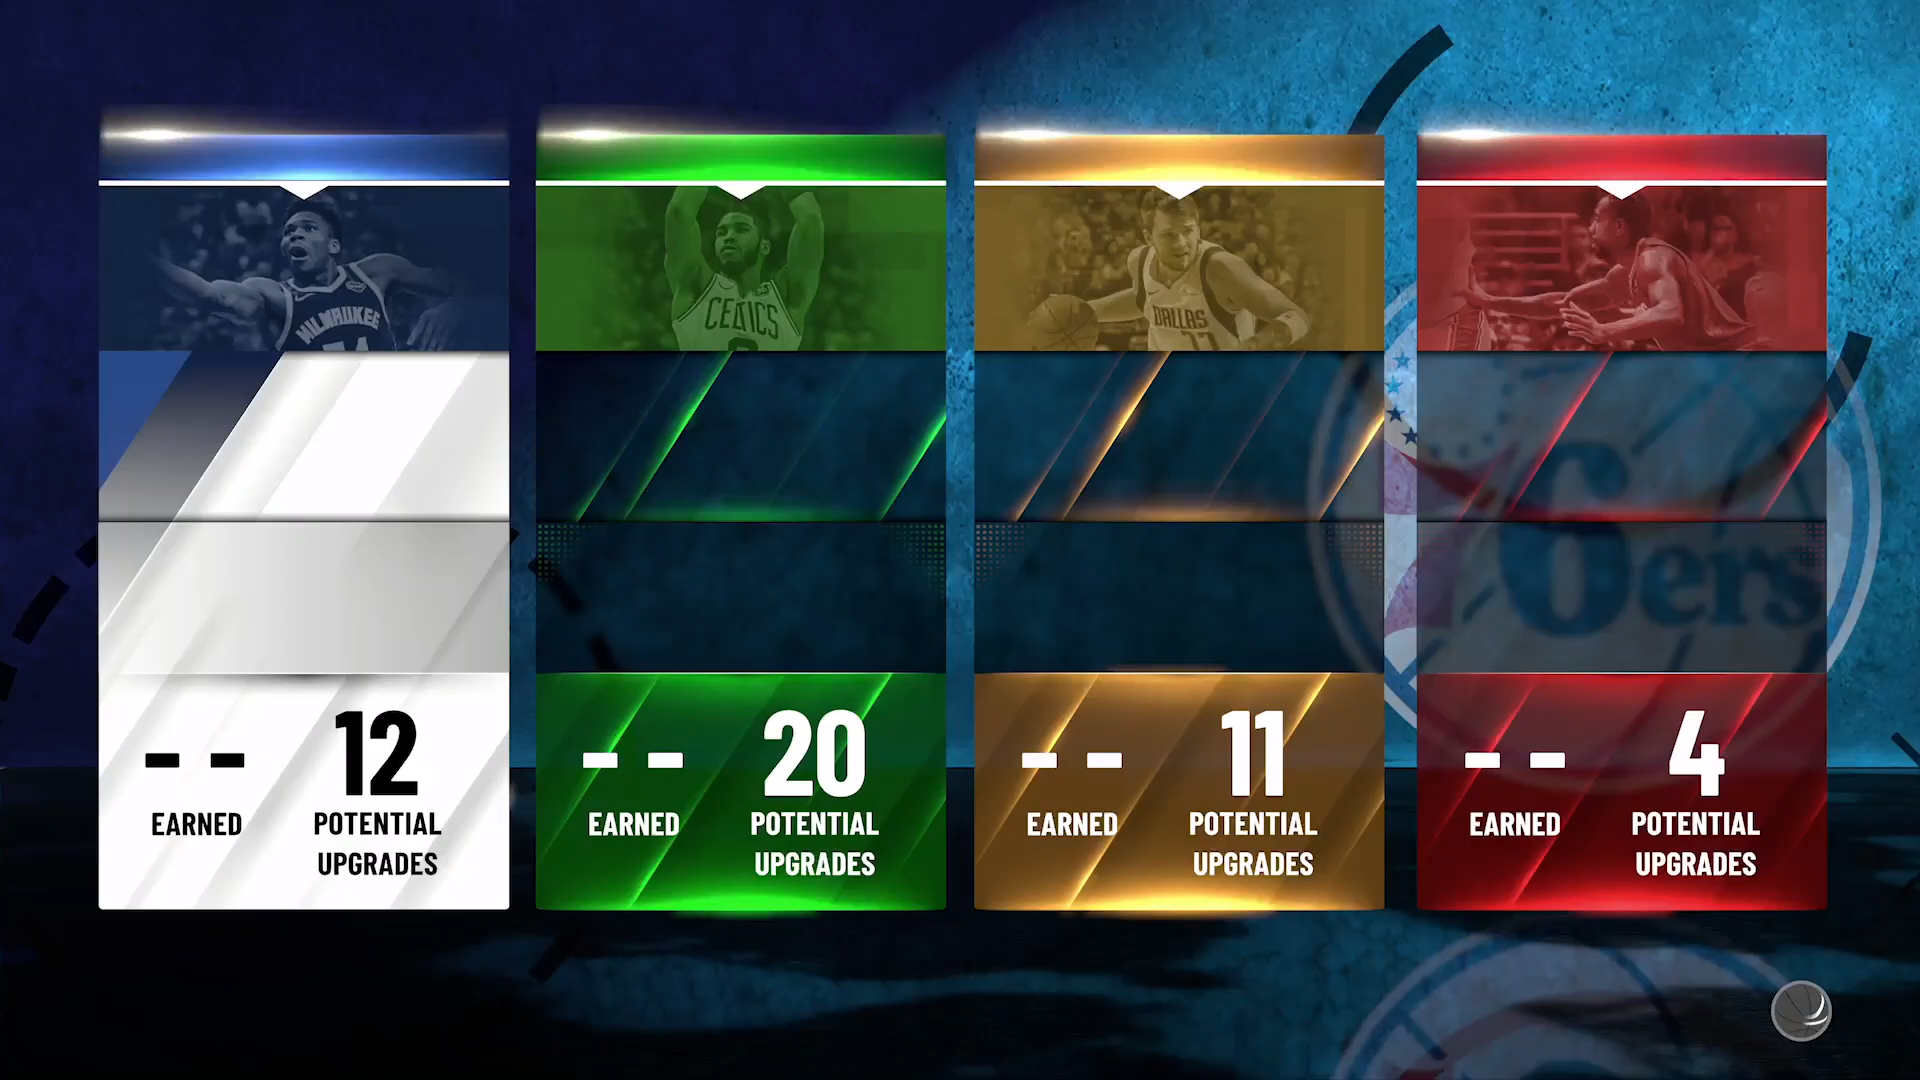 MILWAUKEE
CELTICS
DALLAS
6ers
- - 12
EARNED POTENTIAL
UPGRADES
- - 20
EARNED POTENTIAL
UPGRADES
- - 11
EARNED POTENTIAL
UPGRADES
- - 4
EARNED POTENTIAL
UPGRADES